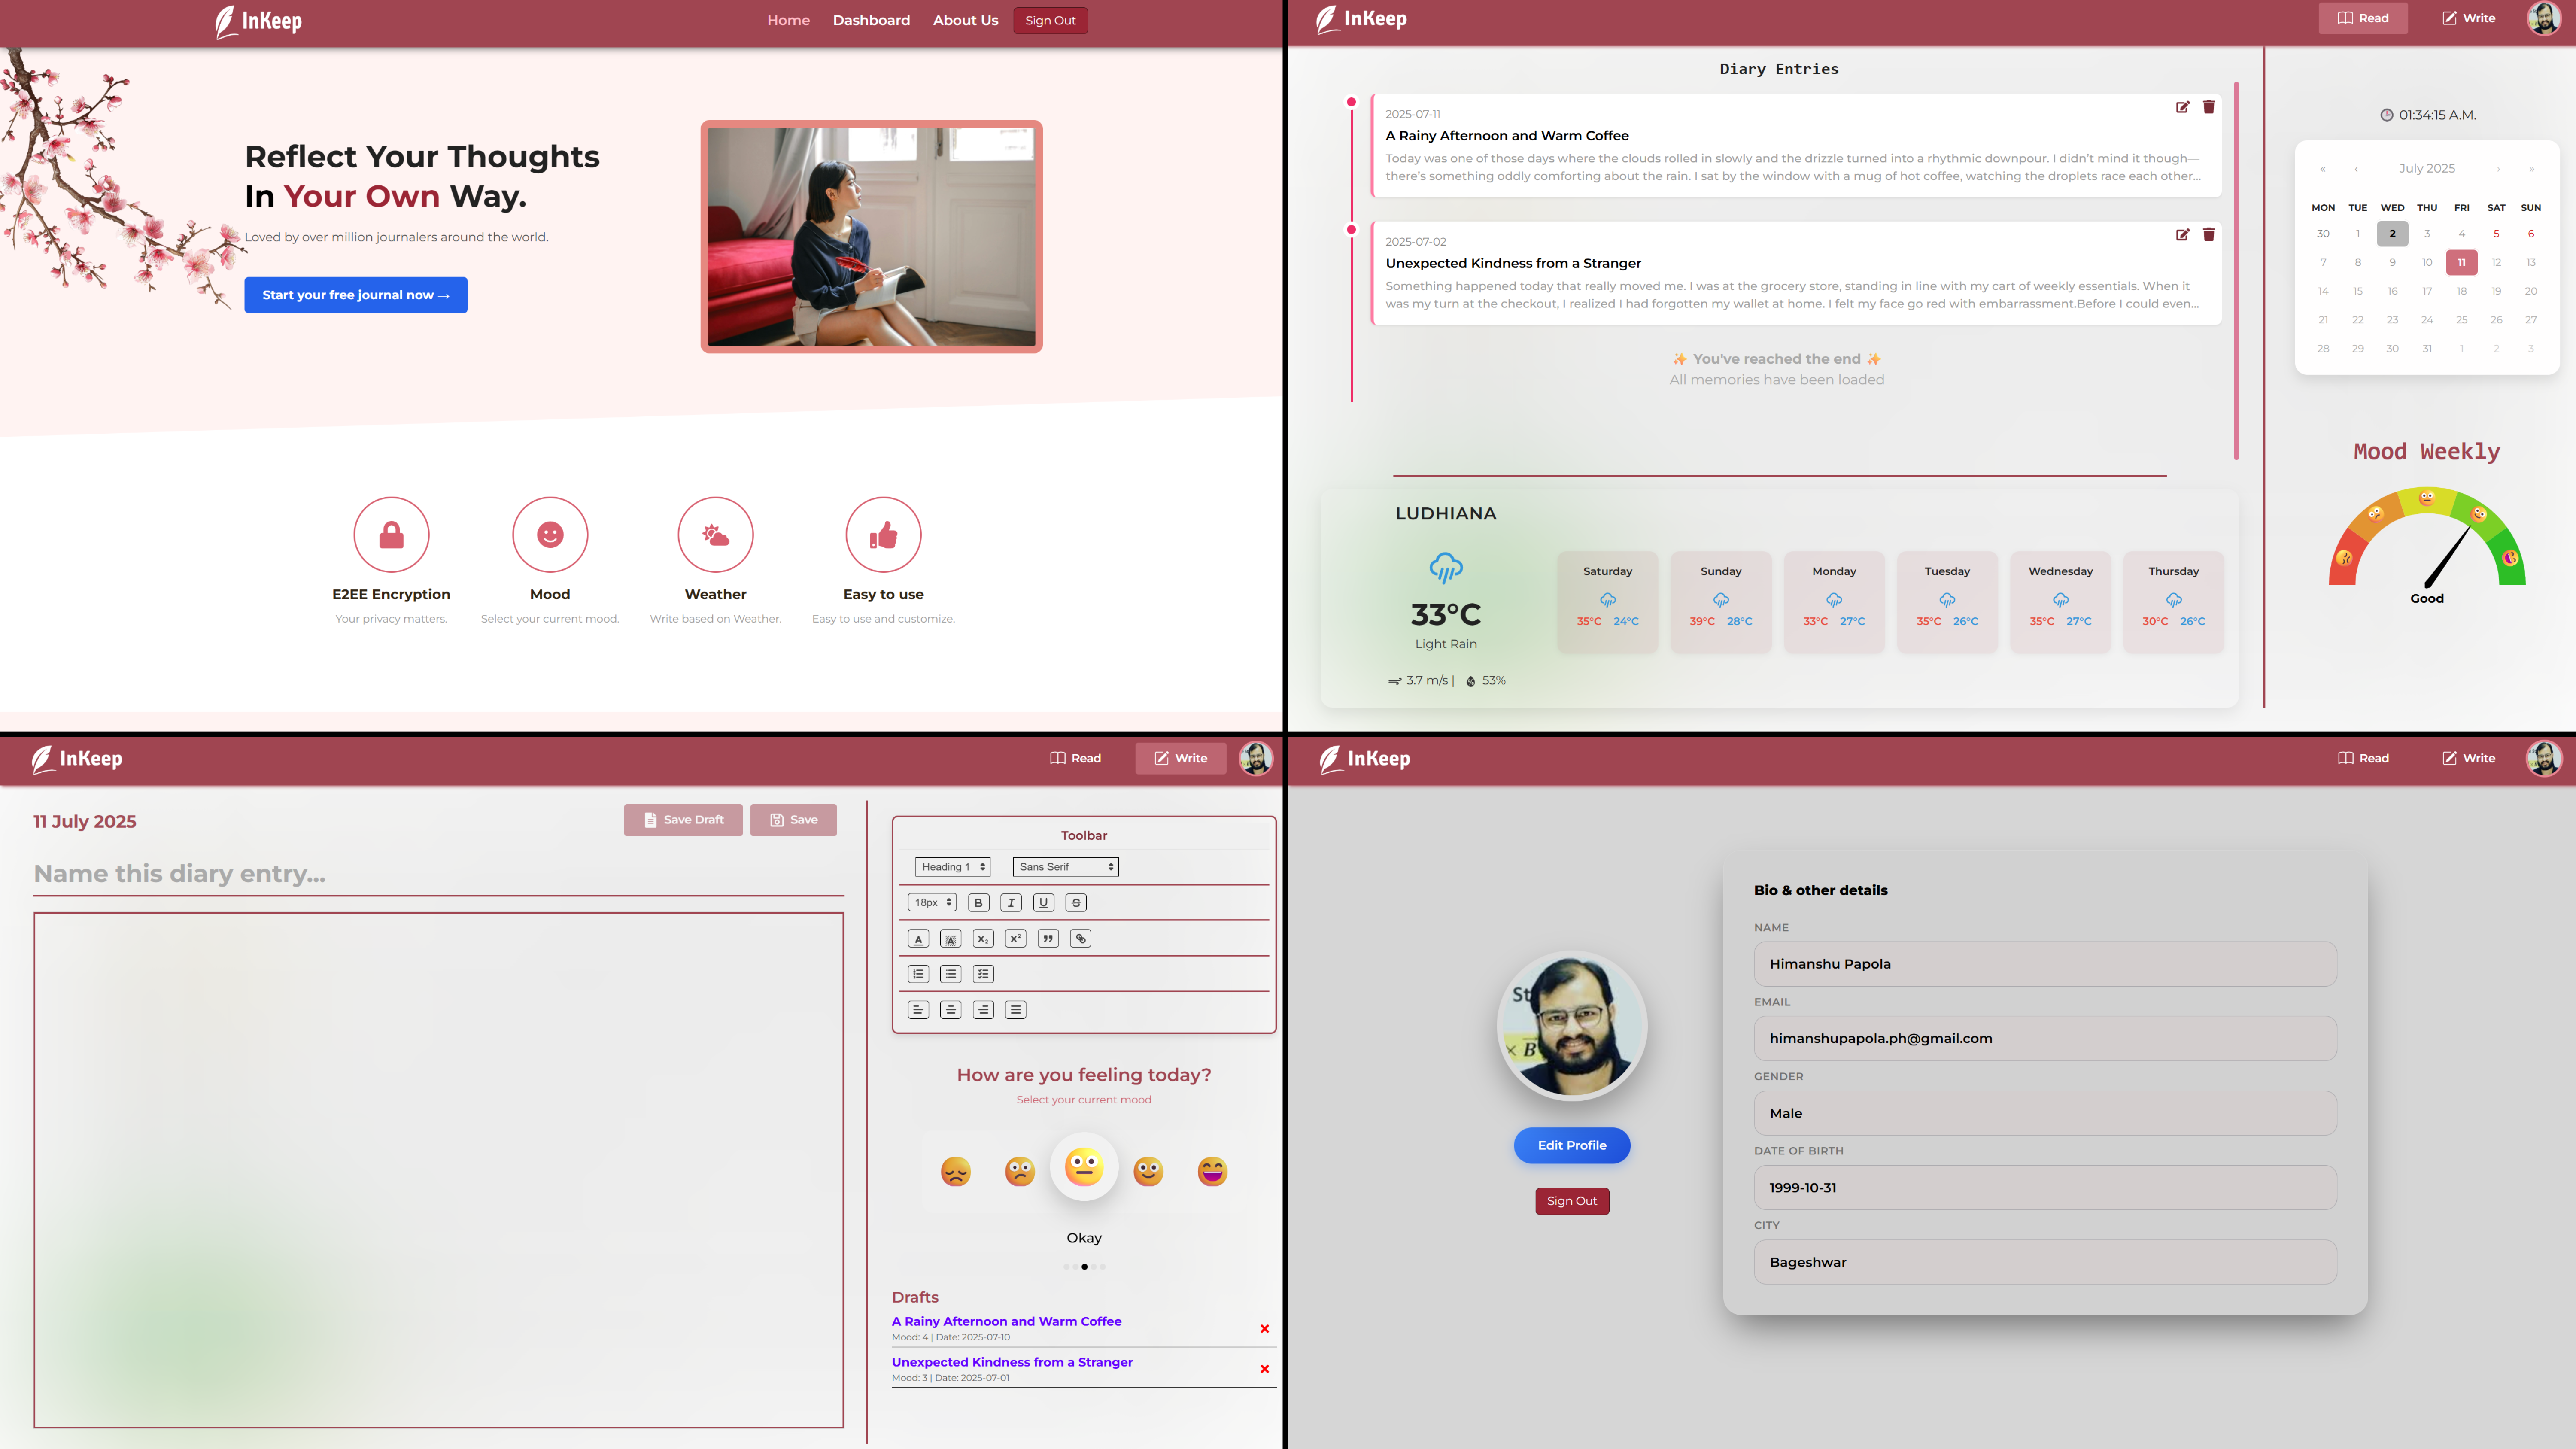 InKeep
Home Dashboard About Us Sign Out
Reflect Your Thoughts
In Your Own Way.
Loved by over million journalers around the world.
Start your free journal now →
E2EE Encryption
Your privacy matters.
Mood
Select your current mood.
Weather
Write based on Weather.
Easy to use
Easy to use and customize.
InKeep
Read Write
Diary Entries
2025-07-11
A Rainy Afternoon and Warm Coffee
Today was one of those days where the clouds rolled in slowly and the drizzle turned into a rhythmic downpour. I didn't mind it though—
there's something oddly comforting about the rain. I sat by the window with a mug of hot coffee, watching the droplets race each other...
2025-07-02
Unexpected Kindness from a Stranger
Something happened today that really moved me. I was at the grocery store, standing in line with my cart of weekly essentials. When it
was my turn at the checkout, I realized I had forgotten my wallet at home. I felt my face go red with embarrassment.Before I could even...
✨ You've reached the end ✨
All memories have been loaded
01:34:15 A.M.
« ‹ July 2025 › »
MON TUE WED THU FRI SAT SUN
30 1 2 3 4 5 6
7 8 9 10 11 12 13
14 15 16 17 18 19 20
21 22 23 24 25 26 27
28 29 30 31 1 2 3
Mood Weekly
Good
LUDHIANA
33°C
Light Rain
3.7 m/s | 53%
Saturday
35°C 24°C
Sunday
39°C 28°C
Monday
33°C 27°C
Tuesday
35°C 26°C
Wednesday
35°C 27°C
Thursday
30°C 26°C
InKeep
Read Write
11 July 2025
Save Draft Save
Name this diary entry...
Toolbar
Heading 1 Sans Serif
18px B I U S
A A X₂ X² ❞
How are you feeling today?
Select your current mood
Okay
Drafts
A Rainy Afternoon and Warm Coffee
Mood: 4 | Date: 2025-07-10
Unexpected Kindness from a Stranger
Mood: 3 | Date: 2025-07-01
InKeep
Read Write
St
× B
Edit Profile
Sign Out
Bio & other details
NAME
Himanshu Papola
EMAIL
himanshupapola.ph@gmail.com
GENDER
Male
DATE OF BIRTH
1999-10-31
CITY
Bageshwar